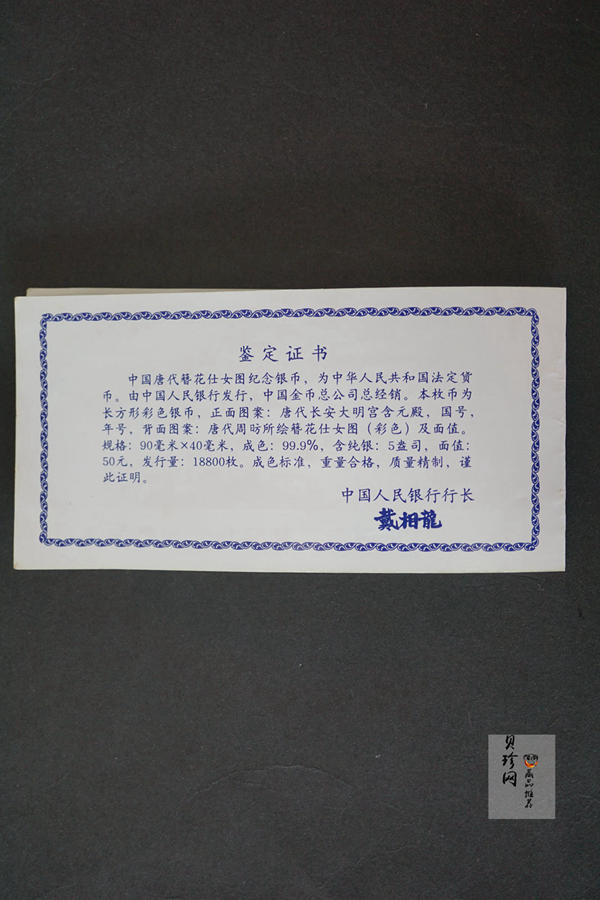 鉴定证书
中国唐代簪花仕女图纪念银币，为中华人民共和国法定货
币。由中国人民银行发行，中国金币总公司总经销。本枚币为
长方形彩色银币，正面图案：唐代长安大明宫含元殿，国号，
年号，背面图案：唐代周昉所绘簪花仕女图（彩色）及面值。
规格：90毫米×40毫米，成色：99.9%，含纯银：5盎司，面值：
50元，发行量：18800枚。成色标准，重量合格，质量精制，谨
此证明。
中国人民银行行长
戴相龍
贝珍网
藏品推荐